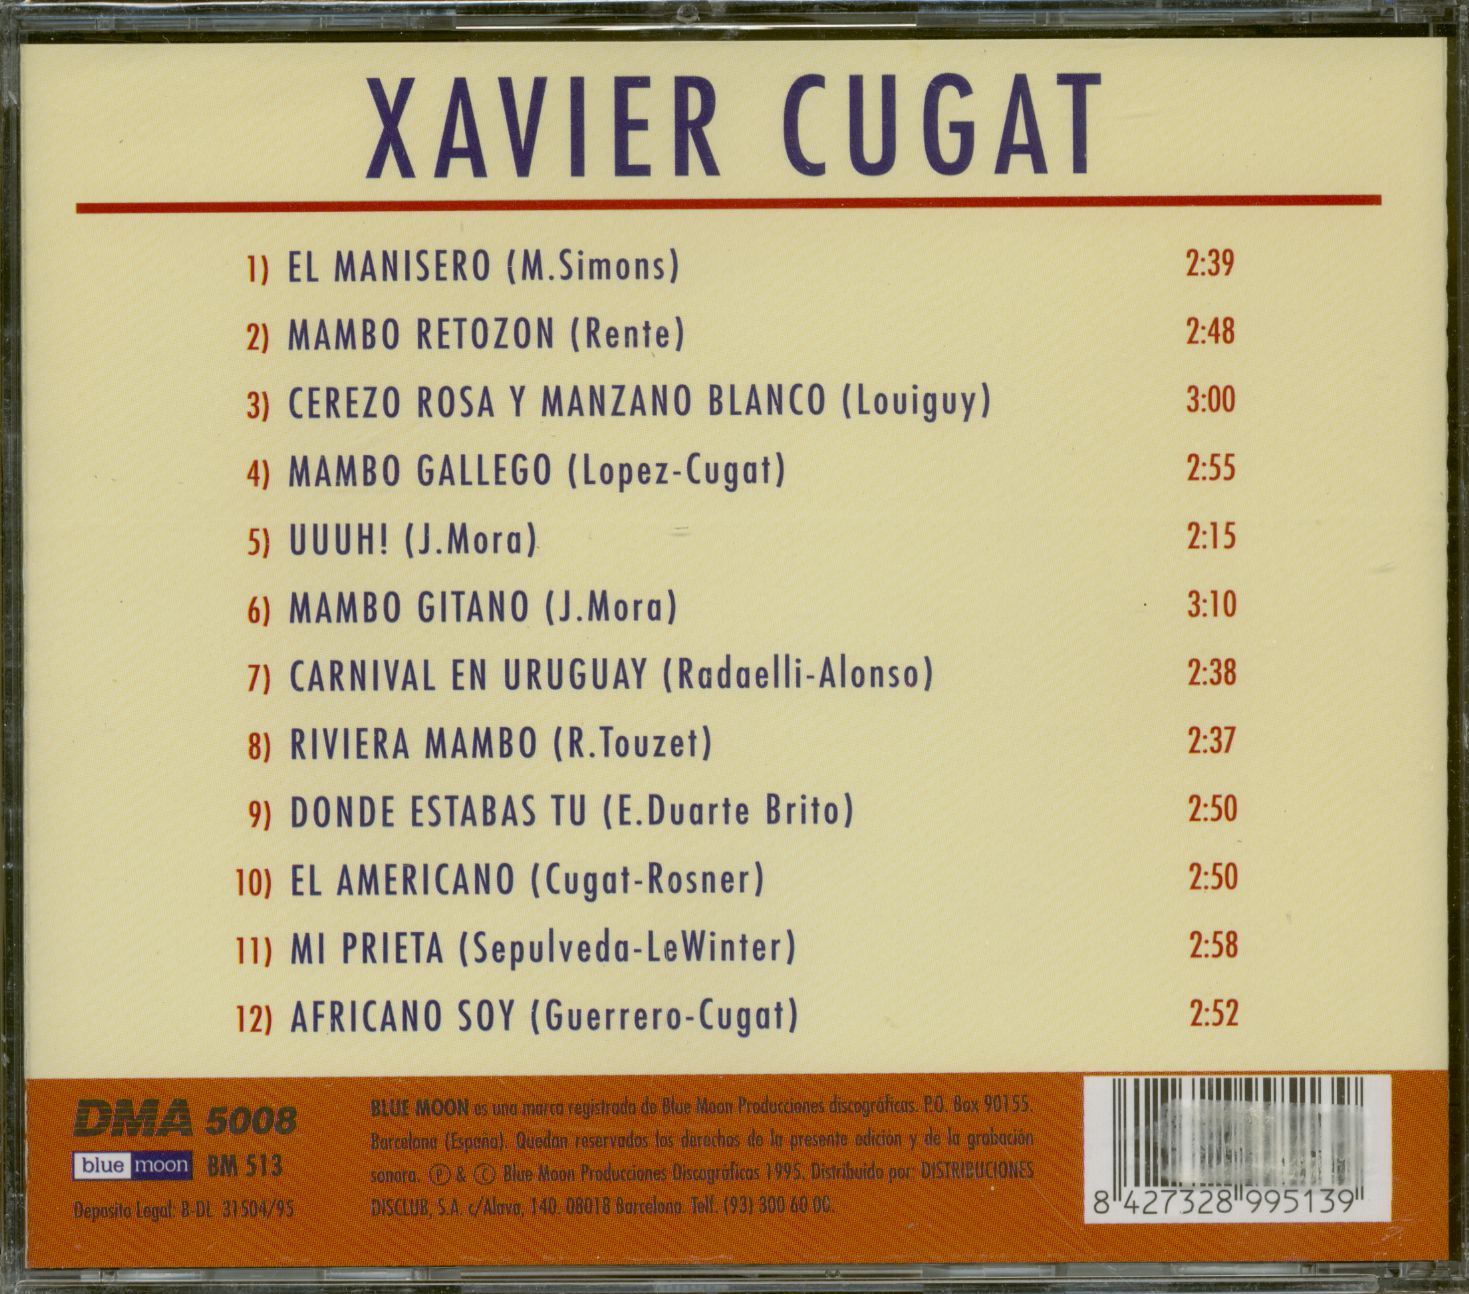 XAVIER CUGAT
1) EL MANISERO (M.Simons) 2:39
2) MAMBO RETOZON (Rente) 2:48
3) CEREZO ROSA Y MANZANO BLANCO (Louiguy) 3:00
4) MAMBO GALLEGO (Lopez-Cugat) 2:55
5) UUUH! (J.Mora) 2:15
6) MAMBO GITANO (J.Mora) 3:10
7) CARNIVAL EN URUGUAY (Radaelli-Alonso) 2:38
8) RIVIERA MAMBO (R.Touzet) 2:37
9) DONDE ESTABAS TU (E.Duarte Brito) 2:50
10) EL AMERICANO (Cugat-Rosner) 2:50
11) MI PRIETA (Sepulveda-LeWinter) 2:58
12) AFRICANO SOY (Guerrero-Cugat) 2:52
DMA 5008
blue moon BM 513
Deposito Legal: B-DL 31504/95
BLUE MOON es una marca registrada de Blue Moon Producciones discográficas. P.O. Box 90155.
Barcelona (España). Quedan reservados los derechos de la presente edición y de la grabación
sonora. Ⓟ & Ⓒ Blue Moon Producciones Discográficas 1995. Distribuido por: DISTRIBUCIONES
DISCLUB, S.A. c/Alava, 140. 08018 Barcelona. Telf. (93) 300 60 00.
8 427328 995139